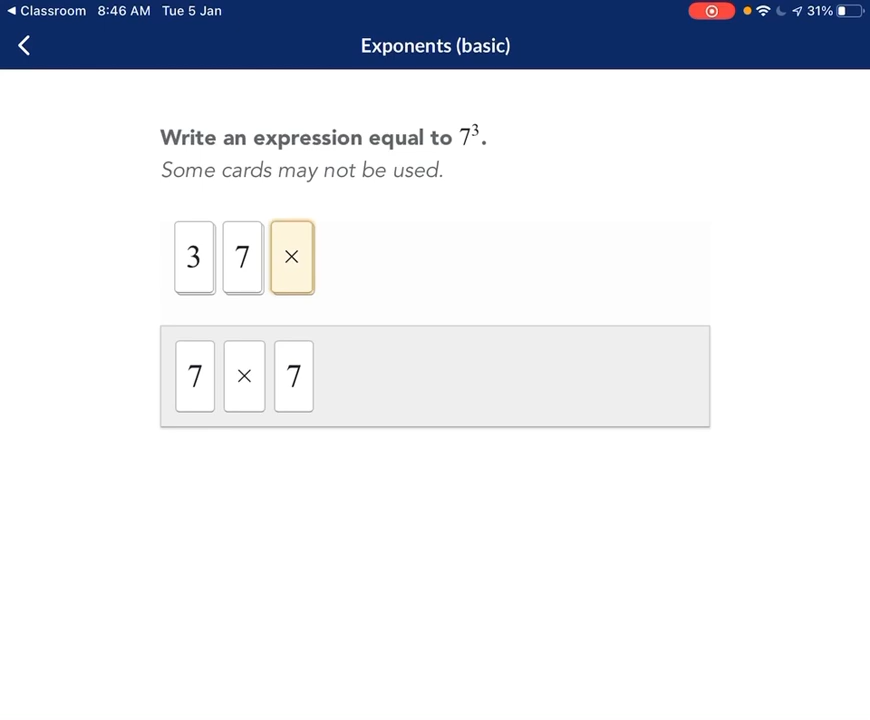 ◀ Classroom 8:46 AM Tue 5 Jan 31%
Exponents (basic)
Write an expression equal to 7³.
Some cards may not be used.
3 7 ×
7 × 7